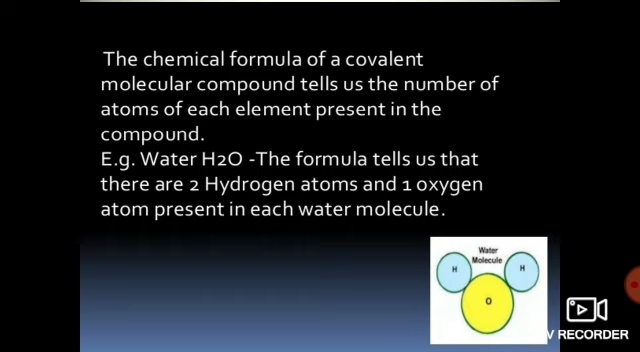 The chemical formula of a covalent
molecular compound tells us the number of
atoms of each element present in the
compound.
E.g. Water H2O -The formula tells us that
there are 2 Hydrogen atoms and 1 oxygen
atom present in each water molecule.
Water
Molecule
H
H
O
V RECORDER